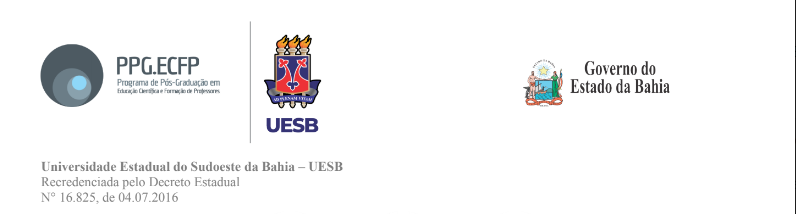 PPG.ECFP
Programa de Pós-Graduação em
Educação Científica e Formação de Professores
UESB
Governo do
Estado da Bahia
Universidade Estadual do Sudoeste da Bahia – UESB
Recredenciada pelo Decreto Estadual
N° 16.825, de 04.07.2016